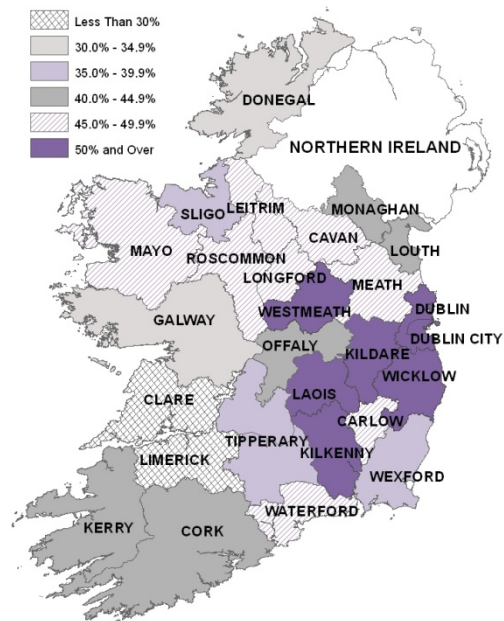 Less Than 30%
30.0% - 34.9%
35.0% - 39.9%
40.0% - 44.9%
45.0% - 49.9%
50% and Over
DONEGAL
NORTHERN IRELAND
LEITRIM
SLIGO
MONAGHAN
CAVAN
LOUTH
MAYO
ROSCOMMON
LONGFORD
MEATH
WESTMEATH
DUBLIN
GALWAY
DUBLIN CITY
OFFALY
KILDARE
WICKLOW
LAOIS
CLARE
CARLOW
TIPPERARY
KILKENNY
LIMERICK
WEXFORD
WATERFORD
KERRY
CORK